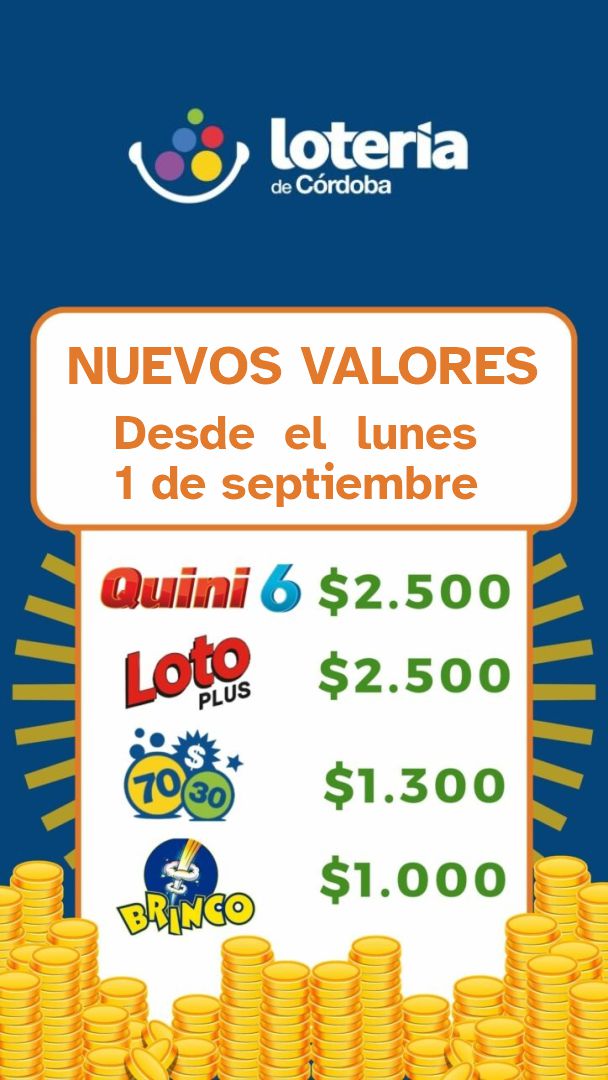 lotería
de Córdoba
NUEVOS VALORES
Desde el lunes
1 de septiembre
Quini 6 $2.500
Loto
PLUS
$2.500
$
70 30 $1.300
BRINCO $1.000